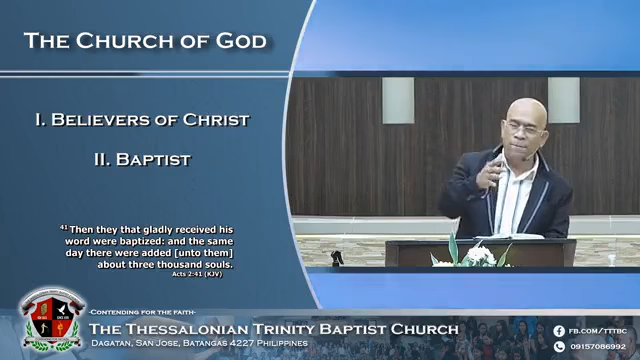 THE CHURCH OF GOD
I. BELIEVERS OF CHRIST
II. BAPTIST
41 Then they that gladly received his
word were baptized: and the same
day there were added [unto them]
about three thousand souls.
Acts 2:41 (KJV)
-CONTENDING FOR THE FAITH-
THE THESSALONIAN TRINITY BAPTIST CHURCH
DAGATAN, SAN JOSE, BATANGAS 4227 PHILIPPINES
FB.COM/TTTBC
09157086992